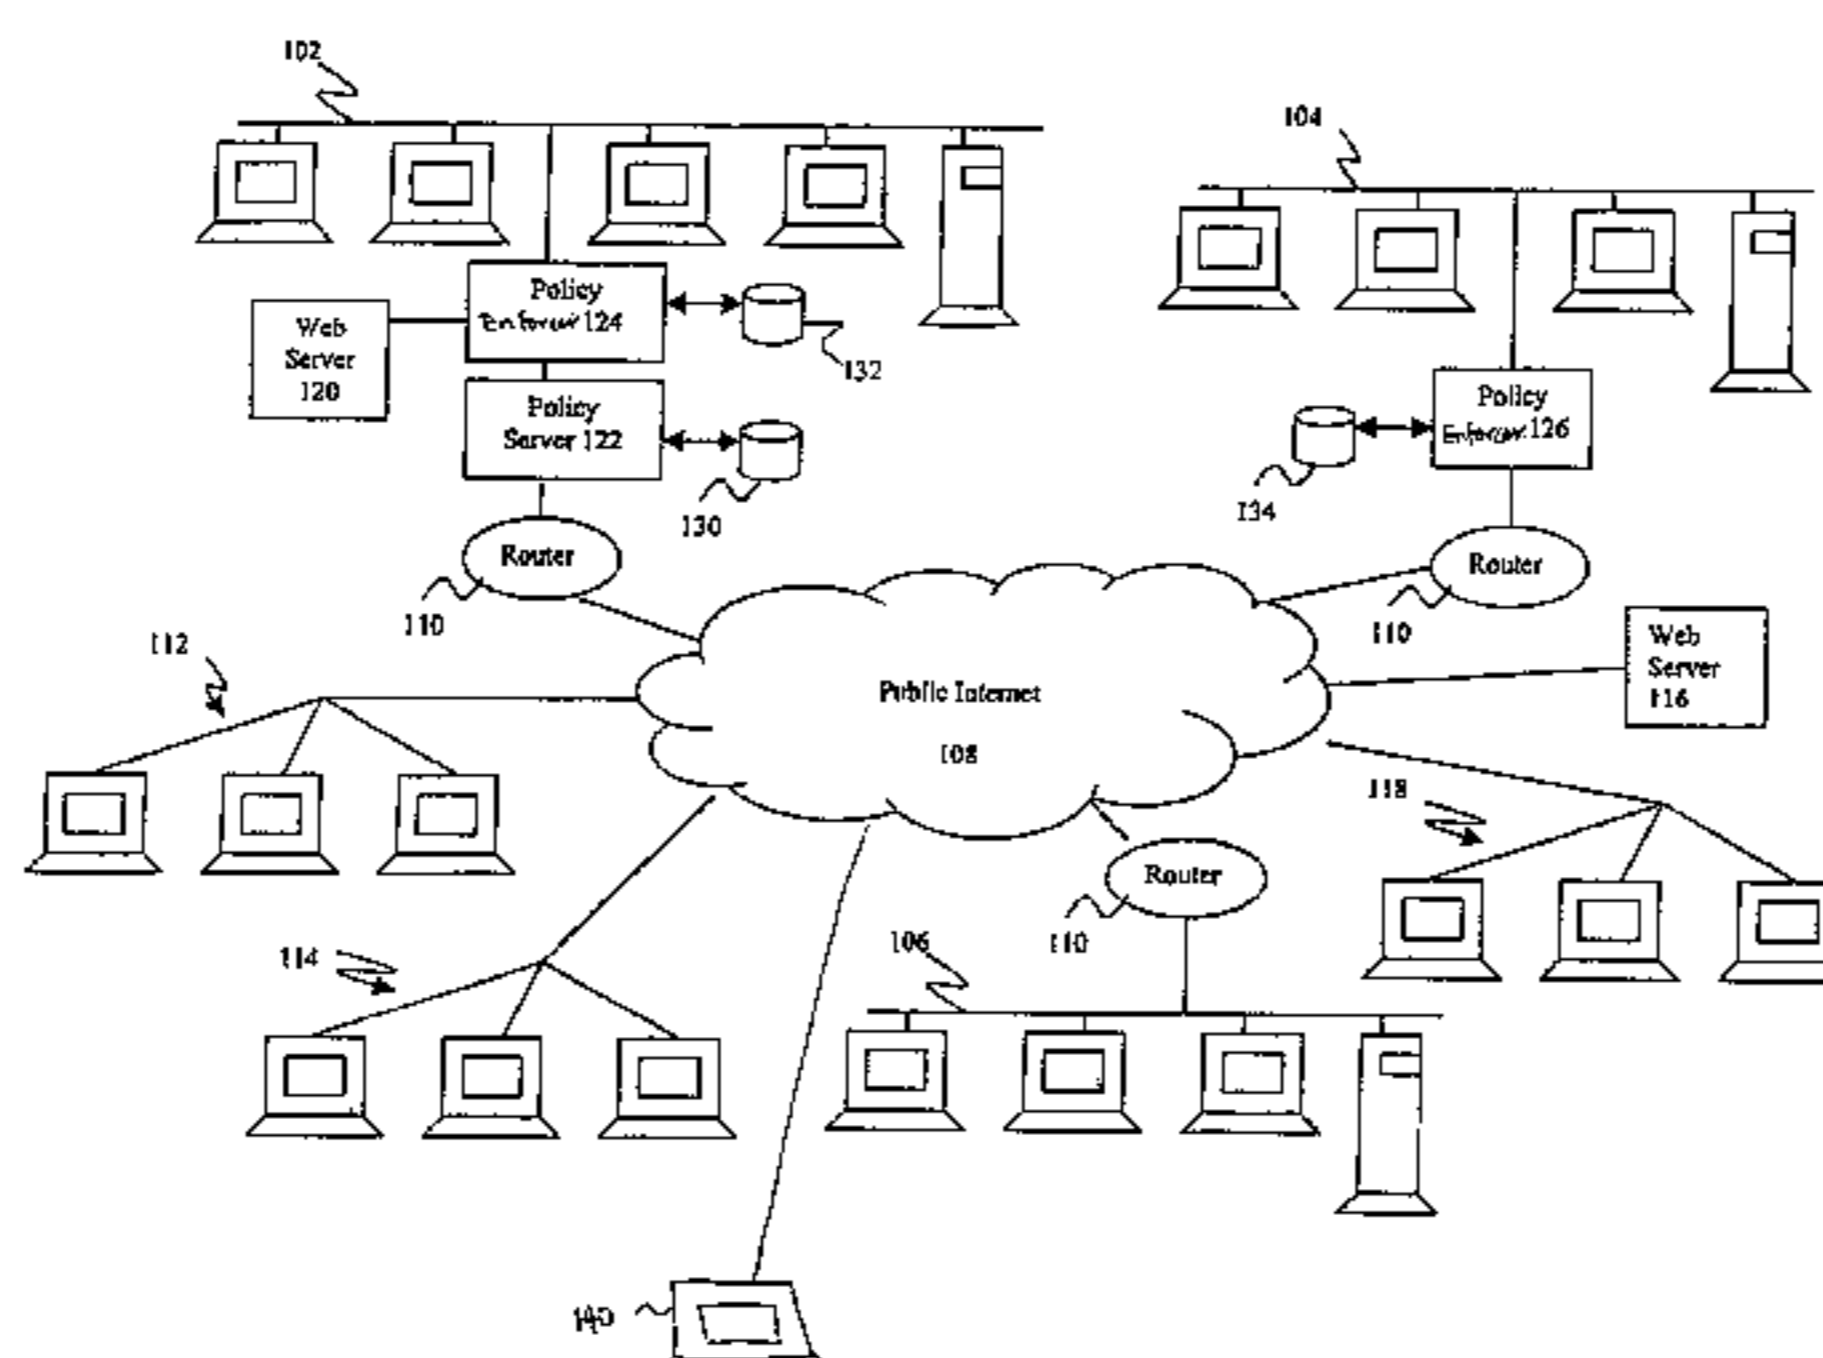 102
104
Policy
Enforcer 124
Web
Server
120
132
Policy
Server 122
Policy
Enforcer 126
130
134
Router
Router
110
110
112
Web
Server
116
Public Internet
108
118
Router
114
106
110